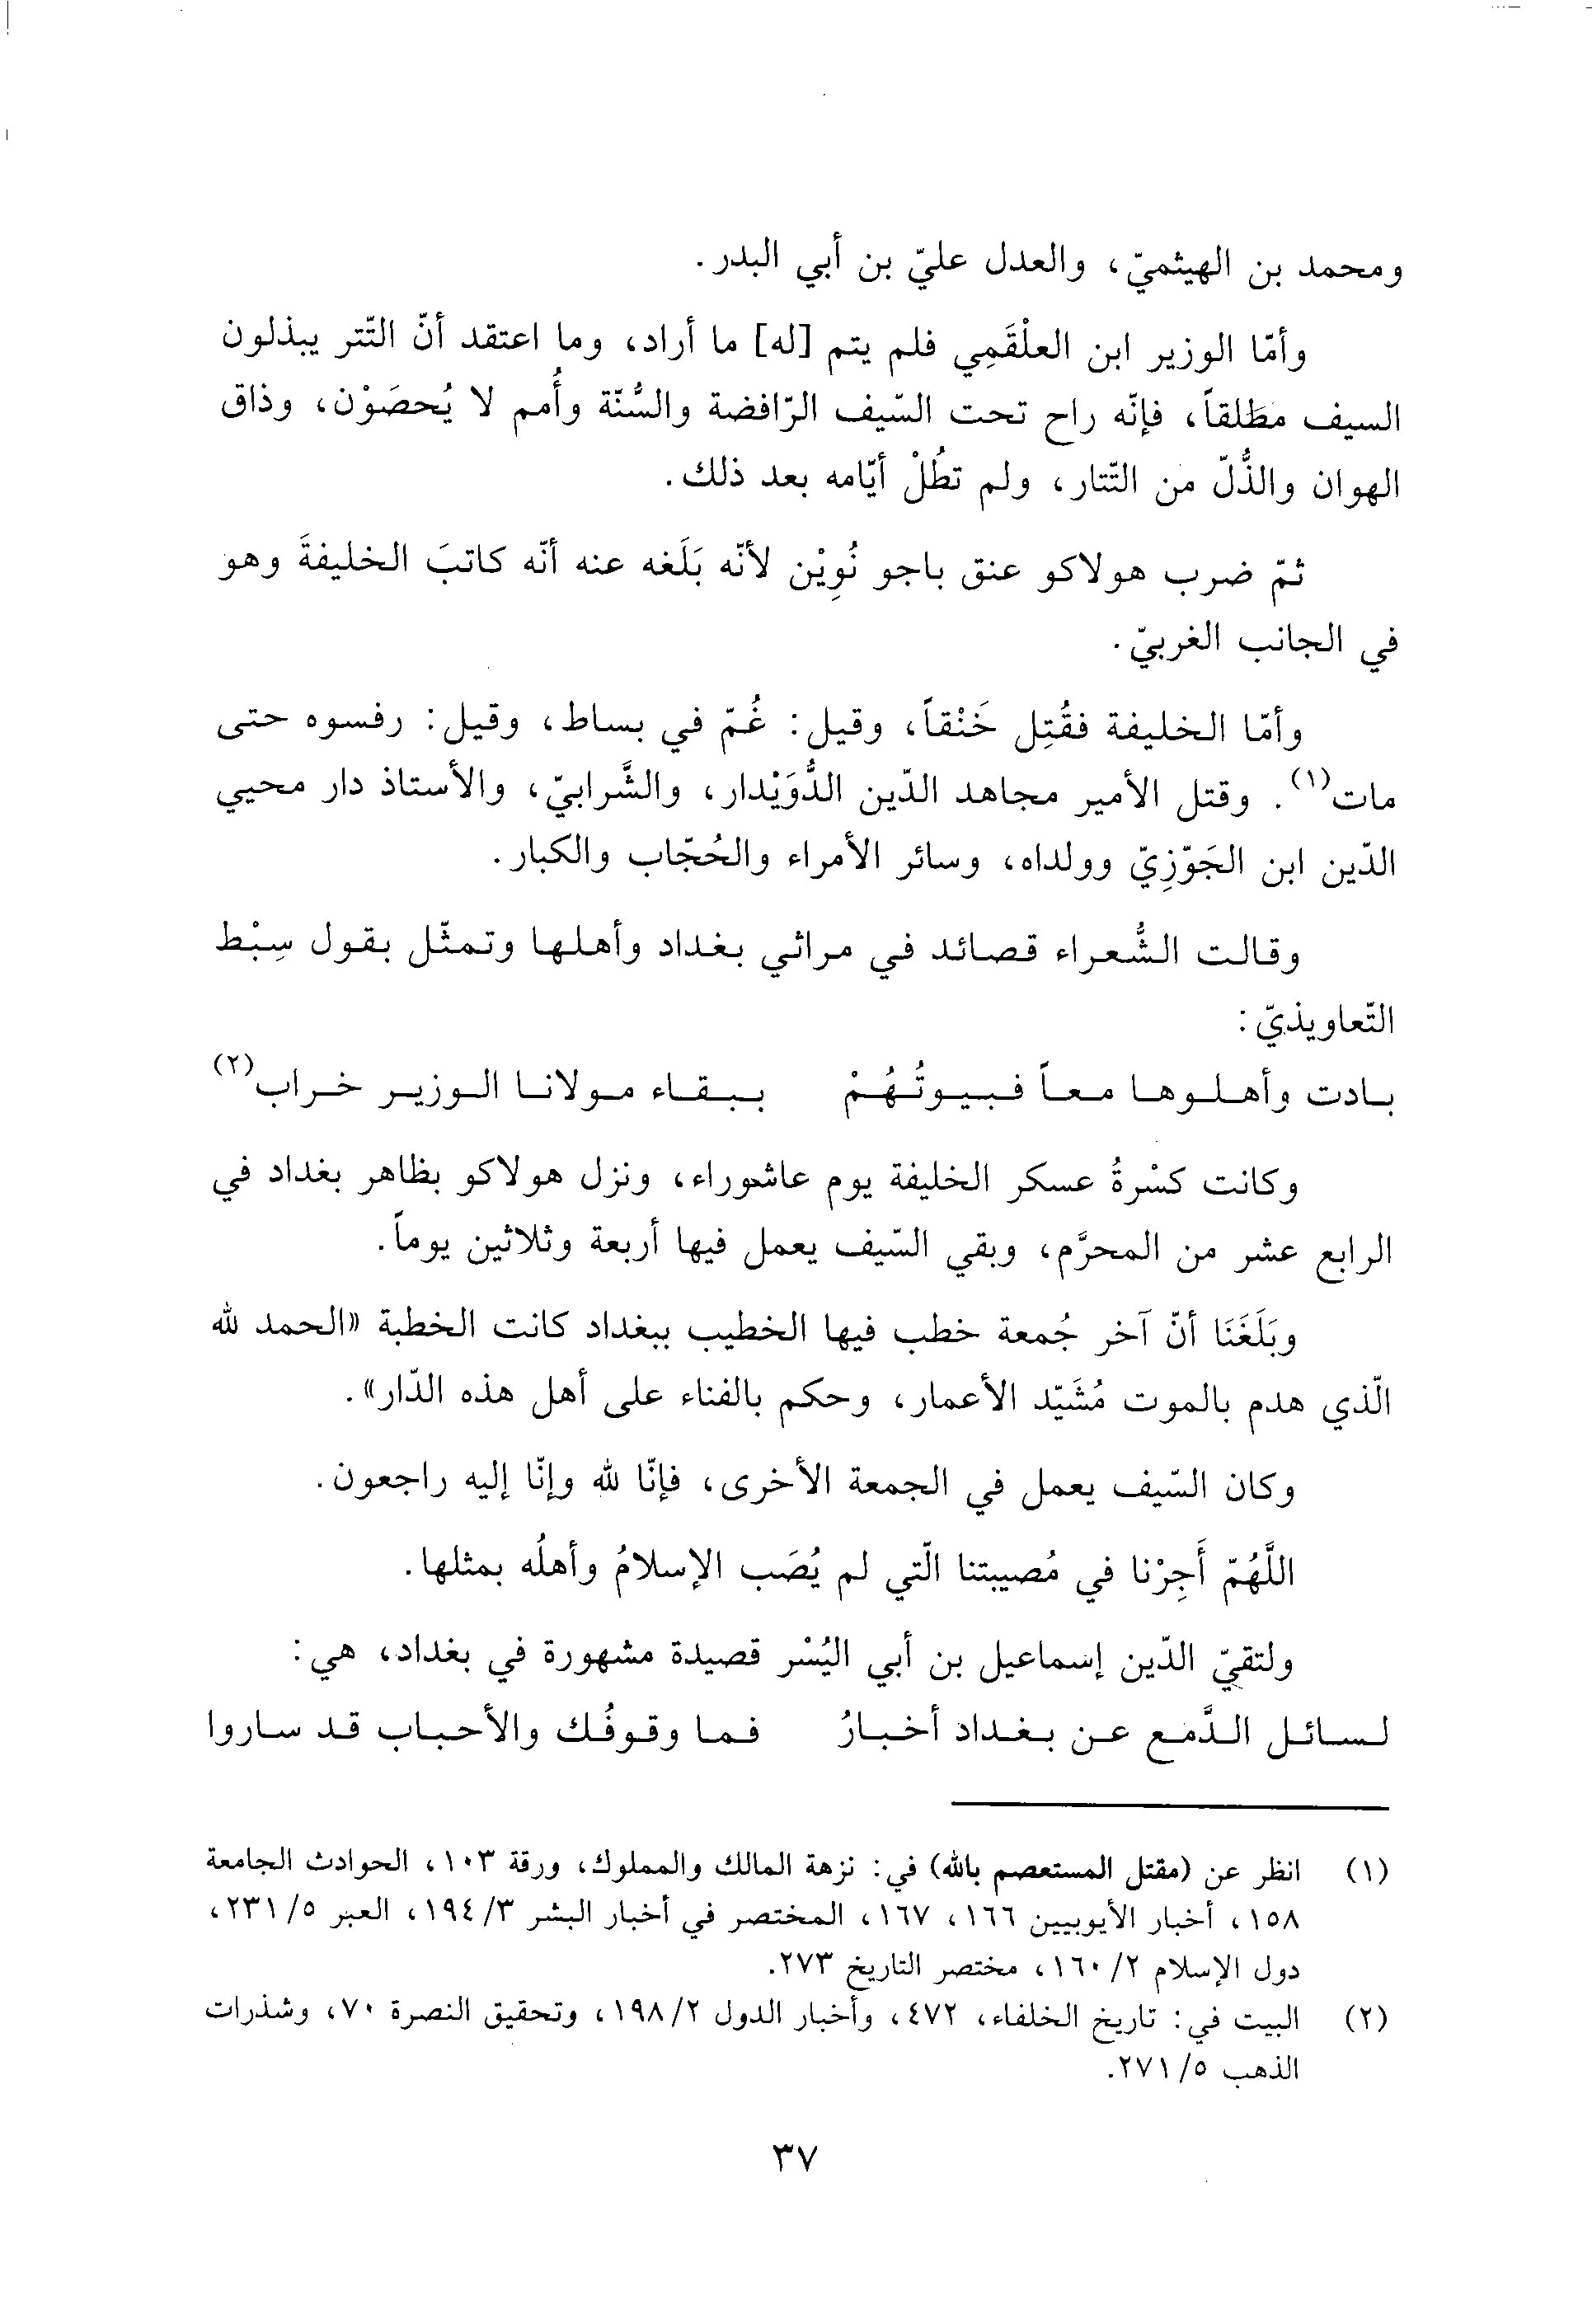 ومحمد بن الهيثميّ، والعدل عليّ بن أبي البدر.
وأمّا الوزير ابن العلْقَمِي فلم يتم [له] ما أراد، وما اعتقد أنّ التّتر يبذلون
السيف مطَلقاً، فإنّه راح تحت السّيف الرّافضة والسُّنّة وأُمم لا يُحصَوْن، وذاق
الهوان والذُّلّ من التّتار، ولم تطُلْ أيّامه بعد ذلك.
ثمّ ضرب هولاكو عنق باجو نُوِيْن لأنّه بَلَغه عنه أنّه كاتبَ الخليفةَ وهو
في الجانب الغربيّ.
وأمّا الخليفة فقُتِل خَنْقاً، وقيل: غُمّ في بساط، وقيل: رفسوه حتى
مات(١). وقتل الأمير مجاهد الدّين الدُّوَيْدار، والشَّرابيّ، والأستاذ دار محيي
الدّين ابن الجَوّزِيّ وولداه، وسائر الأمراء والحُجّاب والكبار.
وقالت الشُّعراء قصائد في مراثي بغداد وأهلها وتمثّل بقول سِبْط
التّعاويذيّ:
بادت وأهلوها معاً فبيوتُهُمْ ببقاء مولانا الوزير خراب(٢)
وكانت كسْرةُ عسكر الخليفة يوم عاشوراء، ونزل هولاكو بظاهر بغداد في
الرابع عشر من المحرَّم، وبقي السّيف يعمل فيها أربعة وثلاثين يوماً.
وبَلَغَنَا أنّ آخر جُمعة خطب فيها الخطيب ببغداد كانت الخطبة «الحمد لله
الّذي هدم بالموت مُشَيّد الأعمار، وحكم بالفناء على أهل هذه الدّار».
وكان السّيف يعمل في الجمعة الأخرى، فإنّا لله وإنّا إليه راجعون.
اللَّهُمّ أَجِرْنا في مُصيبتنا الّتي لم يُصَب الإسلامُ وأهلُه بمثلها.
ولتقيّ الدّين إسماعيل بن أبي اليُسْر قصيدة مشهورة في بغداد، هي:
لسائل الدَّمع عن بغداد أخبارُ فما وقوفُك والأحباب قد ساروا
(١) انظر عن (مقتل المستعصم بالله) في: نزهة المالك والمملوك، ورقة ١٠٣، الحوادث الجامعة
١٥٨، أخبار الأيوبيين ١٦٦، ١٦٧، المختصر في أخبار البشر ٣/ ١٩٤، العبر ٥/ ٢٣١،
دول الإسلام ٢/ ١٦٠، مختصر التاريخ ٢٧٣.
(٢) البيت في: تاريخ الخلفاء، ٤٧٢، وأخبار الدول ٢/ ١٩٨، وتحقيق النصرة ٧٠، وشذرات
الذهب ٥/ ٢٧١.
٣٧